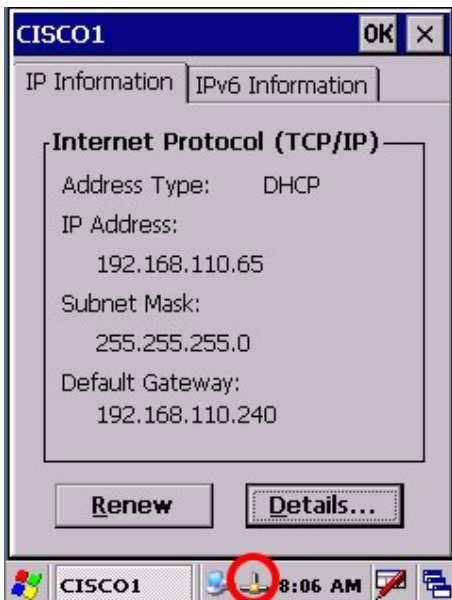 CISCO1 OK ×
IP Information IPv6 Information
Internet Protocol (TCP/IP)
Address Type: DHCP
IP Address:
192.168.110.65
Subnet Mask:
255.255.255.0
Default Gateway:
192.168.110.240
Renew Details...
CISCO1 8:06 AM